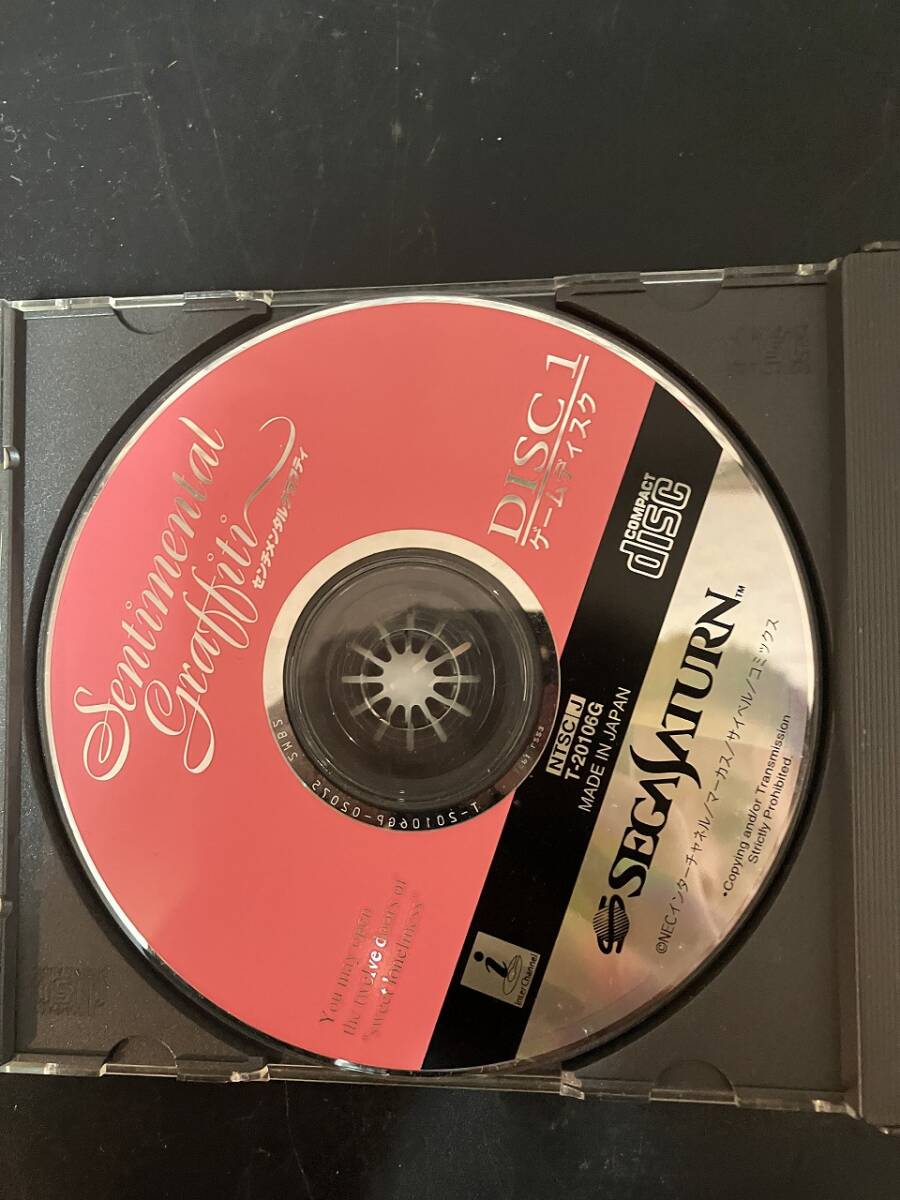 Sentimental
Graffiti
センチメンタルグラフティ
DISC 1
ゲームディスク
COMPACT
disc
NTSC J
T-20106G
MADE IN JAPAN
SEGA SATURN™
©NECインターチャネル/マーカス/サイベル/コミックス
•Copying and/or Transmission
Strictly Prohibited.
i
InterChannel
You may open
the twelve doors of
"sweet loneliness"